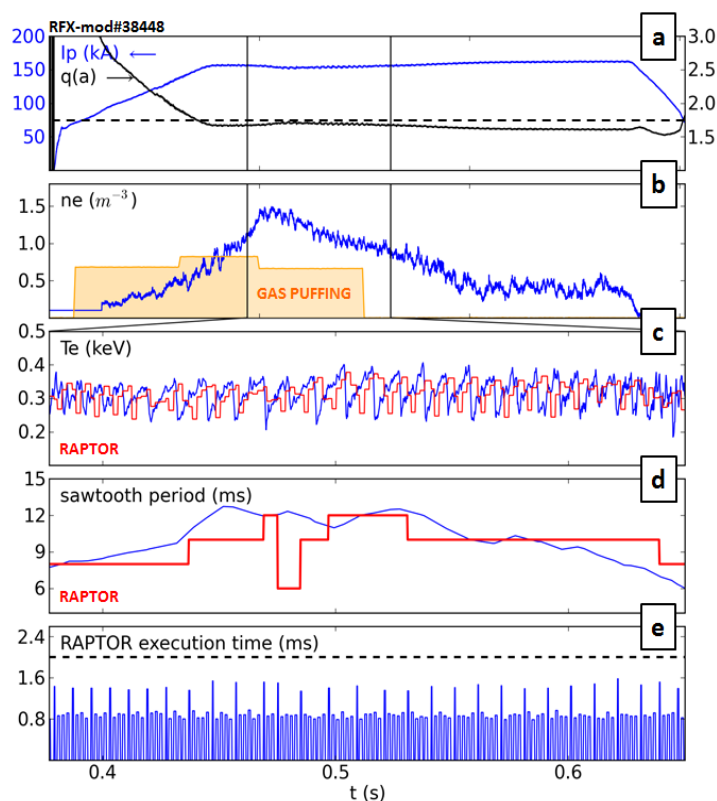 RFX-mod#38448
200
150
100
50
Ip (kA) ←
q(a) →
a
3.0
2.5
2.0
1.5
b
ne (m⁻³)
1.5
1.0
0.5
GAS PUFFING
c
0.5
0.4
0.3
0.2
Te (keV)
RAPTOR
d
15
12
9
6
sawtooth period (ms)
RAPTOR
e
2.4
1.6
0.8
RAPTOR execution time (ms)
0.4 0.5 0.6
t (s)